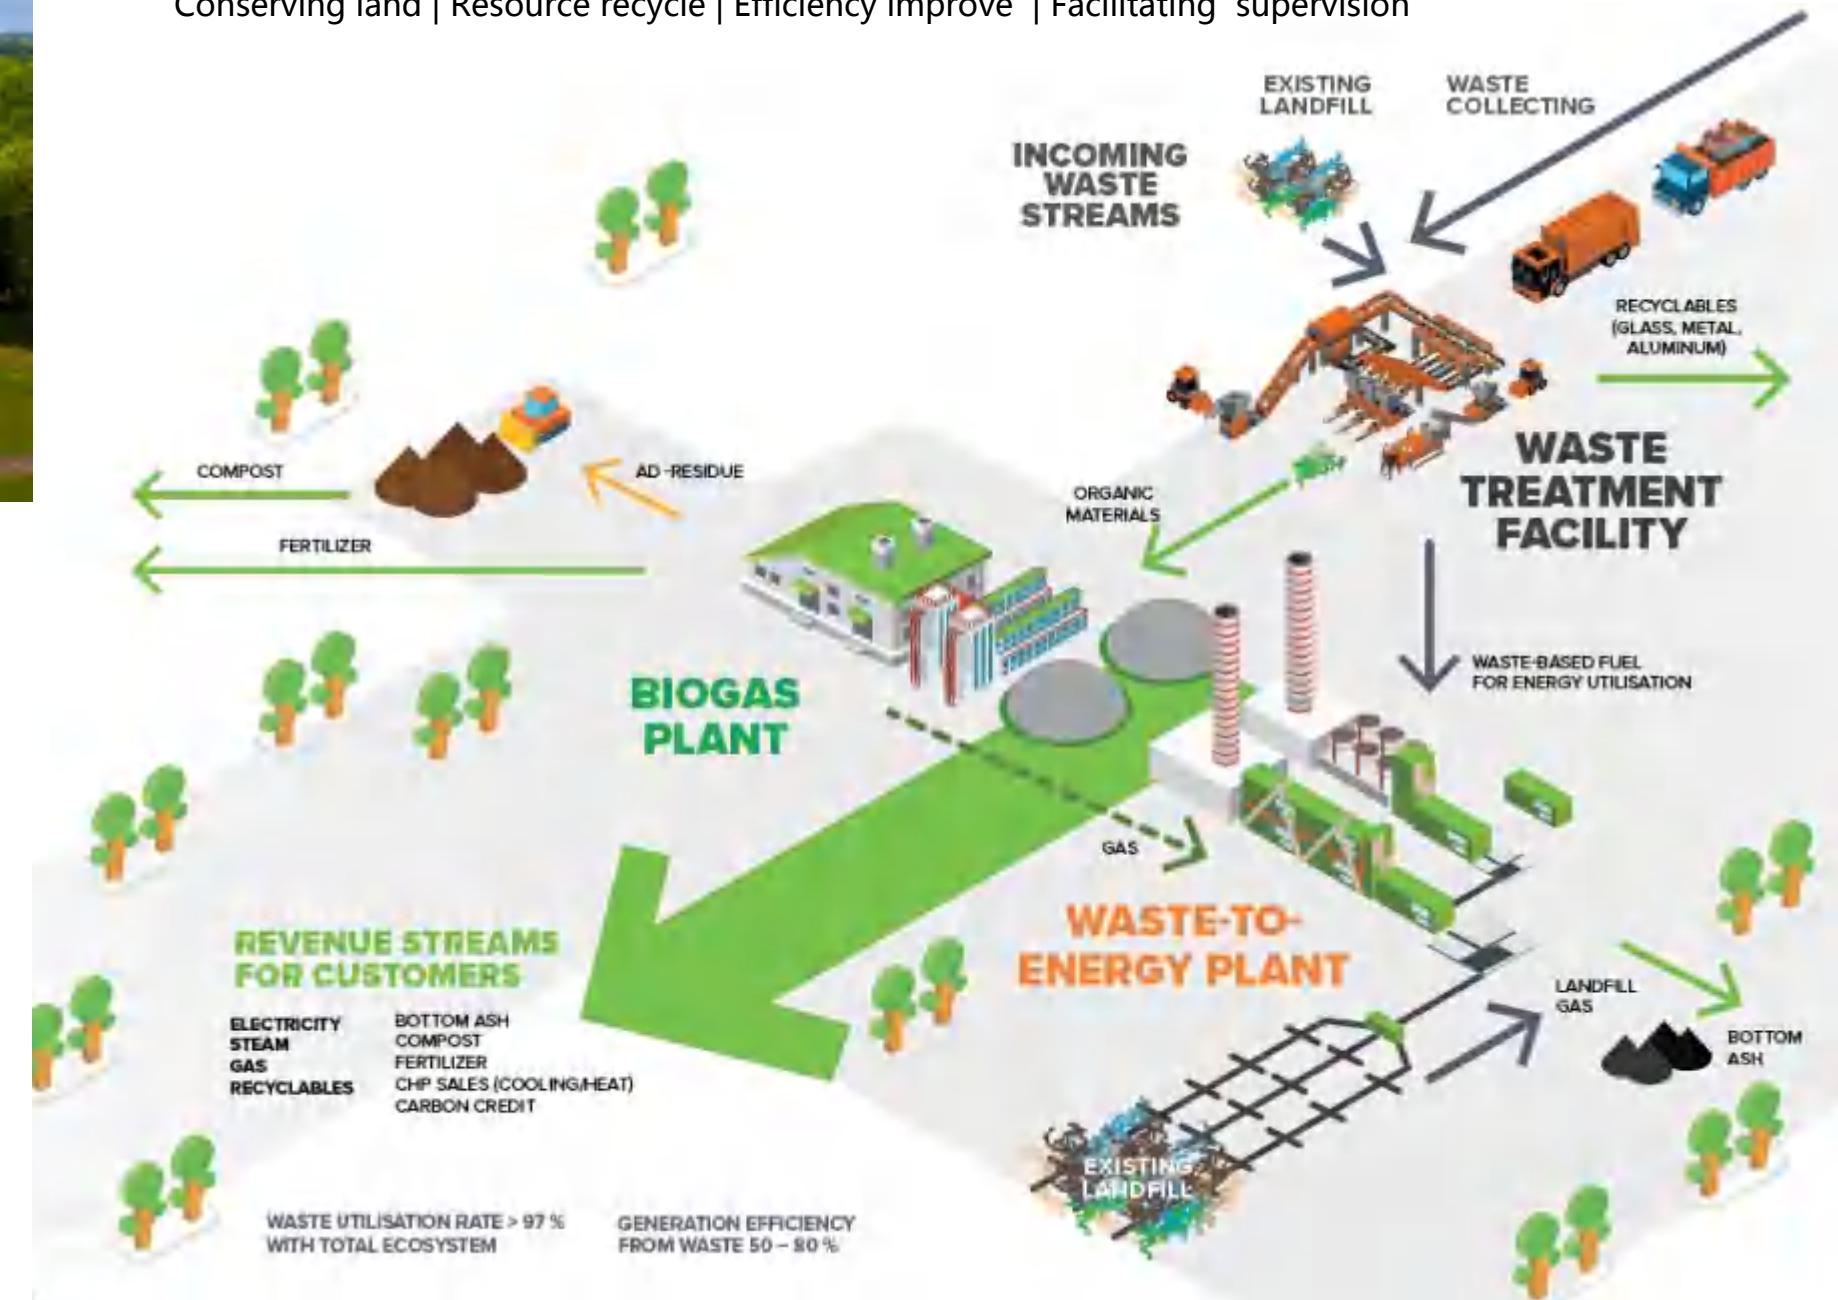 Conserving land | Resource recycle | Efficiency improve | Facilitating supervision
EXISTING
LANDFILL
WASTE
COLLECTING
INCOMING
WASTE
STREAMS
RECYCLABLES
(GLASS, METAL,
ALUMINUM)
WASTE
TREATMENT
FACILITY
COMPOST
AD -RESIDUE
ORGANIC
MATERIALS
FERTILIZER
WASTE-BASED FUEL
FOR ENERGY UTILISATION
BIOGAS
PLANT
GAS
WASTE-TO-
ENERGY PLANT
REVENUE STREAMS
FOR CUSTOMERS
ELECTRICITY
STEAM
GAS
RECYCLABLES
BOTTOM ASH
COMPOST
FERTILIZER
CHP SALES (COOLING/HEAT)
CARBON CREDIT
LANDFILL
GAS
BOTTOM
ASH
EXISTING
LANDFILL
WASTE UTILISATION RATE > 97 %
WITH TOTAL ECOSYSTEM
GENERATION EFFICIENCY
FROM WASTE 50 – 80 %